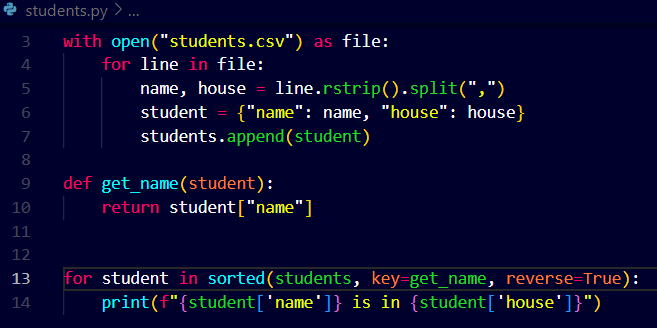 students.py > ...
3 with open("students.csv") as file:
4     for line in file:
5         name, house = line.rstrip().split(",")
6         student = {"name": name, "house": house}
7         students.append(student)
8
9 def get_name(student):
10     return student["name"]
11
12
13 for student in sorted(students, key=get_name, reverse=True):
14     print(f"{student['name']} is in {student['house']}")